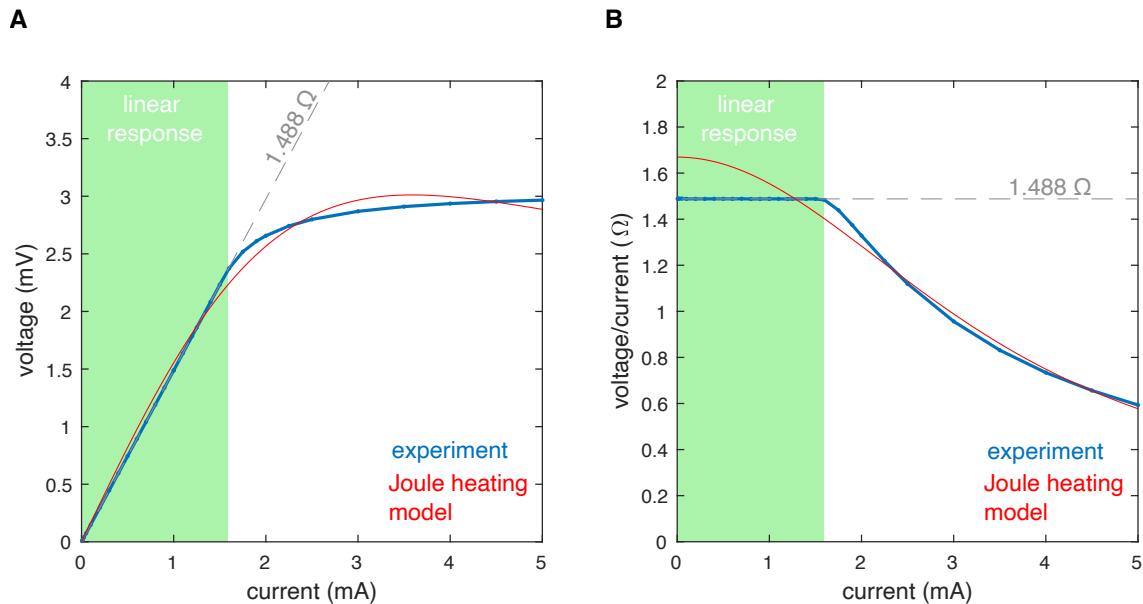 A
linear
response
1.488 Ω
experiment
Joule heating
model
voltage (mV)
4
3.5
3
2.5
2
1.5
1
0.5
0
0
1
2
3
4
5
current (mA)
B
linear
response
1.488 Ω
experiment
Joule heating
model
voltage/current (Ω)
2
1.8
1.6
1.4
1.2
1
0.8
0.6
0.4
0.2
0
0
1
2
3
4
5
current (mA)